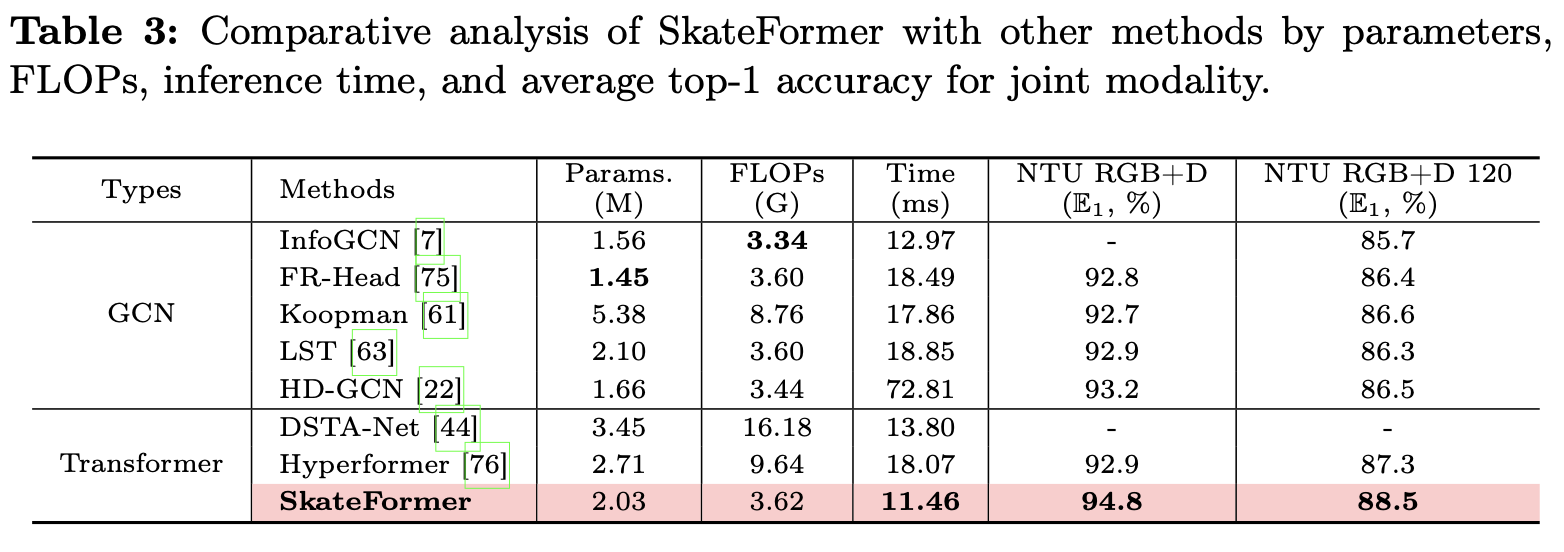 Table 3: Comparative analysis of SkateFormer with other methods by parameters,
FLOPs, inference time, and average top-1 accuracy for joint modality.
Types Methods Params. (M) FLOPs (G) Time (ms) NTU RGB+D (𝔼₁, %) NTU RGB+D 120 (𝔼₁, %)
GCN
InfoGCN [7] 1.56 3.34 12.97 - 85.7
FR-Head [75] 1.45 3.60 18.49 92.8 86.4
Koopman [61] 5.38 8.76 17.86 92.7 86.6
LST [63] 2.10 3.60 18.85 92.9 86.3
HD-GCN [22] 1.66 3.44 72.81 93.2 86.5
Transformer
DSTA-Net [44] 3.45 16.18 13.80 - -
Hyperformer [76] 2.71 9.64 18.07 92.9 87.3
SkateFormer 2.03 3.62 11.46 94.8 88.5